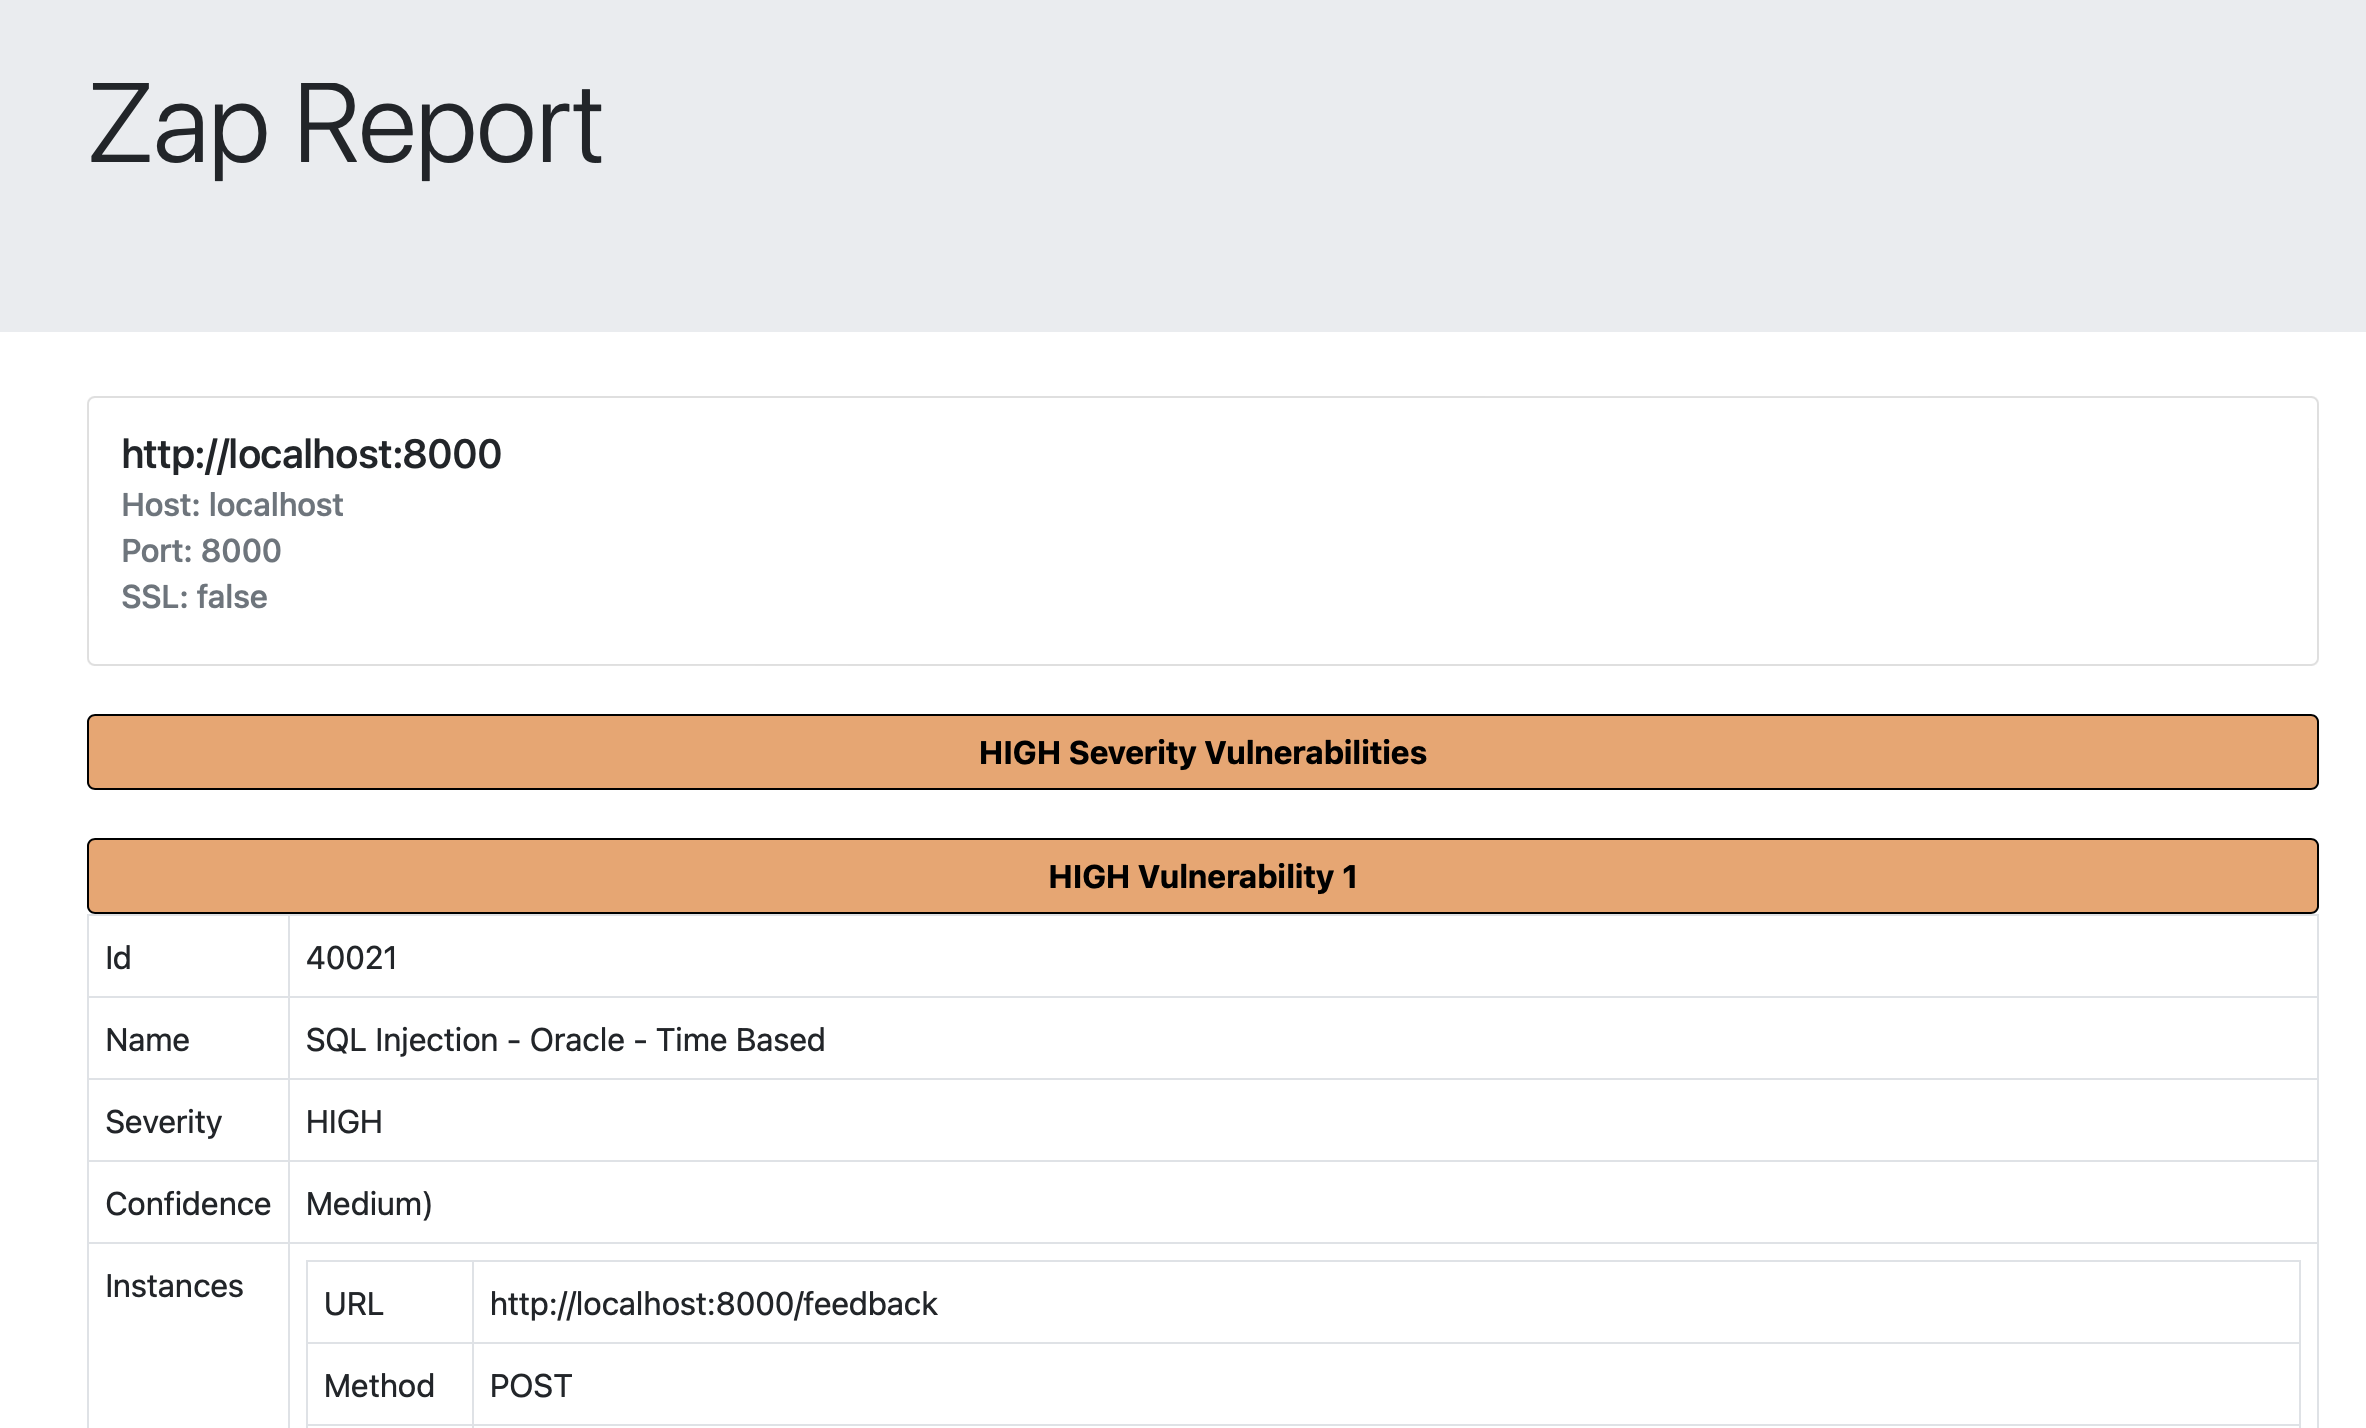 Zap Report
http://localhost:8000
Host: localhost
Port: 8000
SSL: false
HIGH Severity Vulnerabilities
HIGH Vulnerability 1
Id 40021
Name SQL Injection - Oracle - Time Based
Severity HIGH
Confidence Medium)
Instances
URL http://localhost:8000/feedback
Method POST